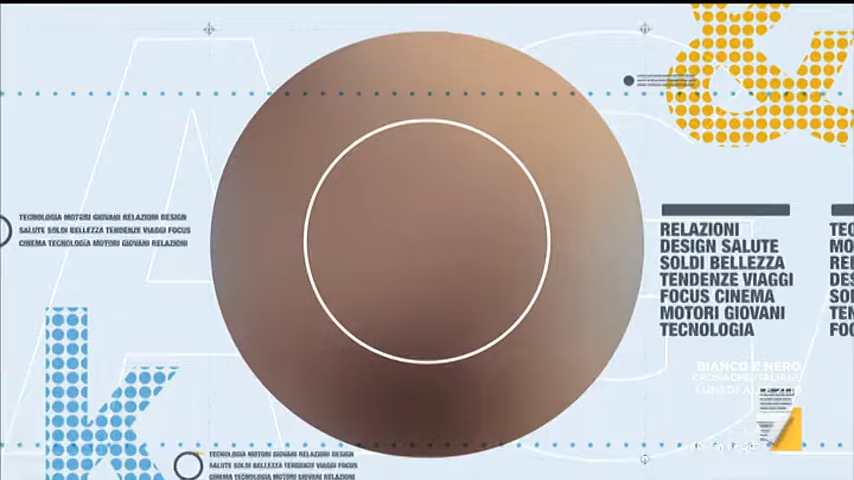 TECNOLOGIA MOTORI GIOVANI RELAZIONI DESIGN
SALUTE SOLDI BELLEZZA TENDENZE VIAGGI FOCUS
CINEMA TECNOLOGIA MOTORI GIOVANI RELAZIONI
RELAZIONI
DESIGN SALUTE
SOLDI BELLEZZA
TENDENZE VIAGGI
FOCUS CINEMA
MOTORI GIOVANI
TECNOLOGIA
BIANCO E NERO
k
&
TECNOLOGIA MOTORI GIOVANI RELAZIONI DESIGN
SALUTE SOLDI BELLEZZA TENDENZE VIAGGI FOCUS
CINEMA TECNOLOGIA MOTORI GIOVANI RELAZIONI